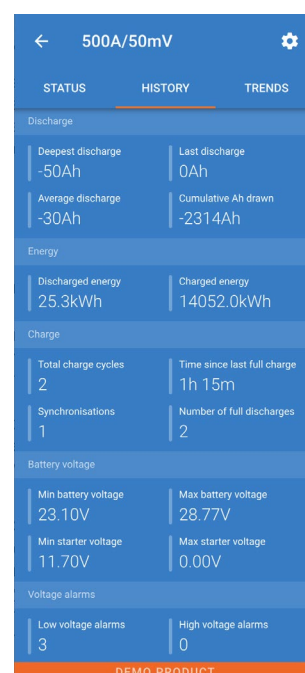 500A/50mV
STATUS HISTORY TRENDS
Discharge
Deepest discharge Last discharge
-50Ah 0Ah
Average discharge Cumulative Ah drawn
-30Ah -2314Ah
Energy
Discharged energy Charged energy
25.3kWh 14052.0kWh
Charge
Total charge cycles Time since last full charge
2 1h 15m
Synchronisations Number of full discharges
1 2
Battery voltage
Min battery voltage Max battery voltage
23.10V 28.77V
Min starter voltage Max starter voltage
11.70V 0.00V
Voltage alarms
Low voltage alarms High voltage alarms
3 0
DEMO PRODUCT